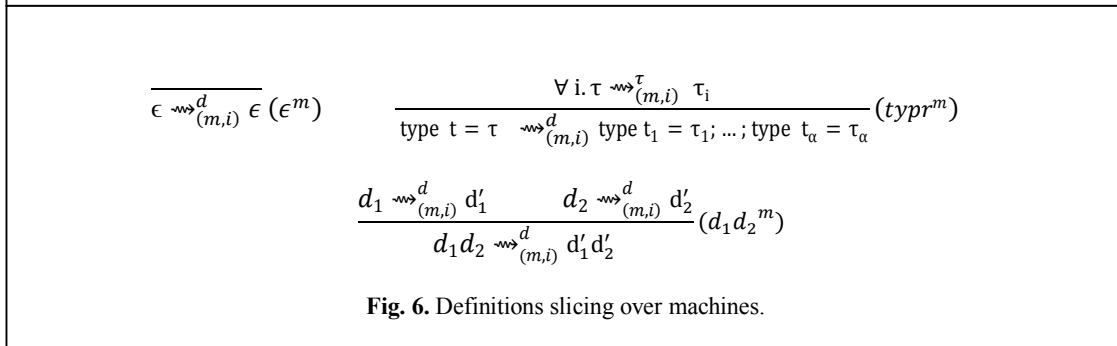 ϵ ⇝^d_(m,i) ϵ (ϵ^m)
∀ i. τ ⇝^τ_(m,i) τ_i
type t = τ ⇝^d_(m,i) type t_1 = τ_1; … ; type t_α = τ_α (typr^m)
d_1 ⇝^d_(m,i) d′_1 d_2 ⇝^d_(m,i) d′_2
d_1d_2 ⇝^d_(m,i) d′_1d′_2 (d_1d_2^m)
Fig. 6. Definitions slicing over machines.